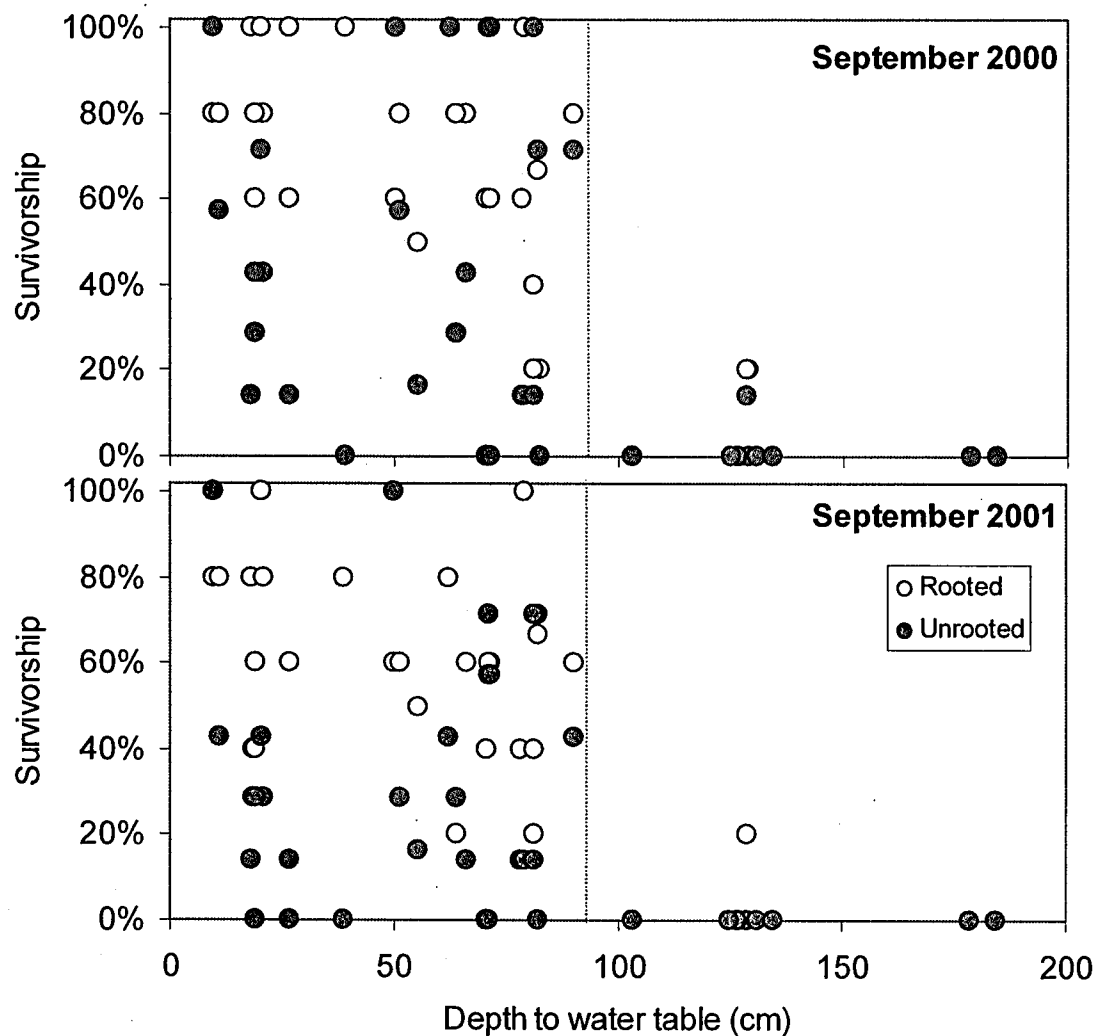 September 2000
Survivorship
100%
80%
60%
40%
20%
0%
September 2001
Survivorship
100%
80%
60%
40%
20%
0%
Rooted
Unrooted
0 50 100 150 200
Depth to water table (cm)